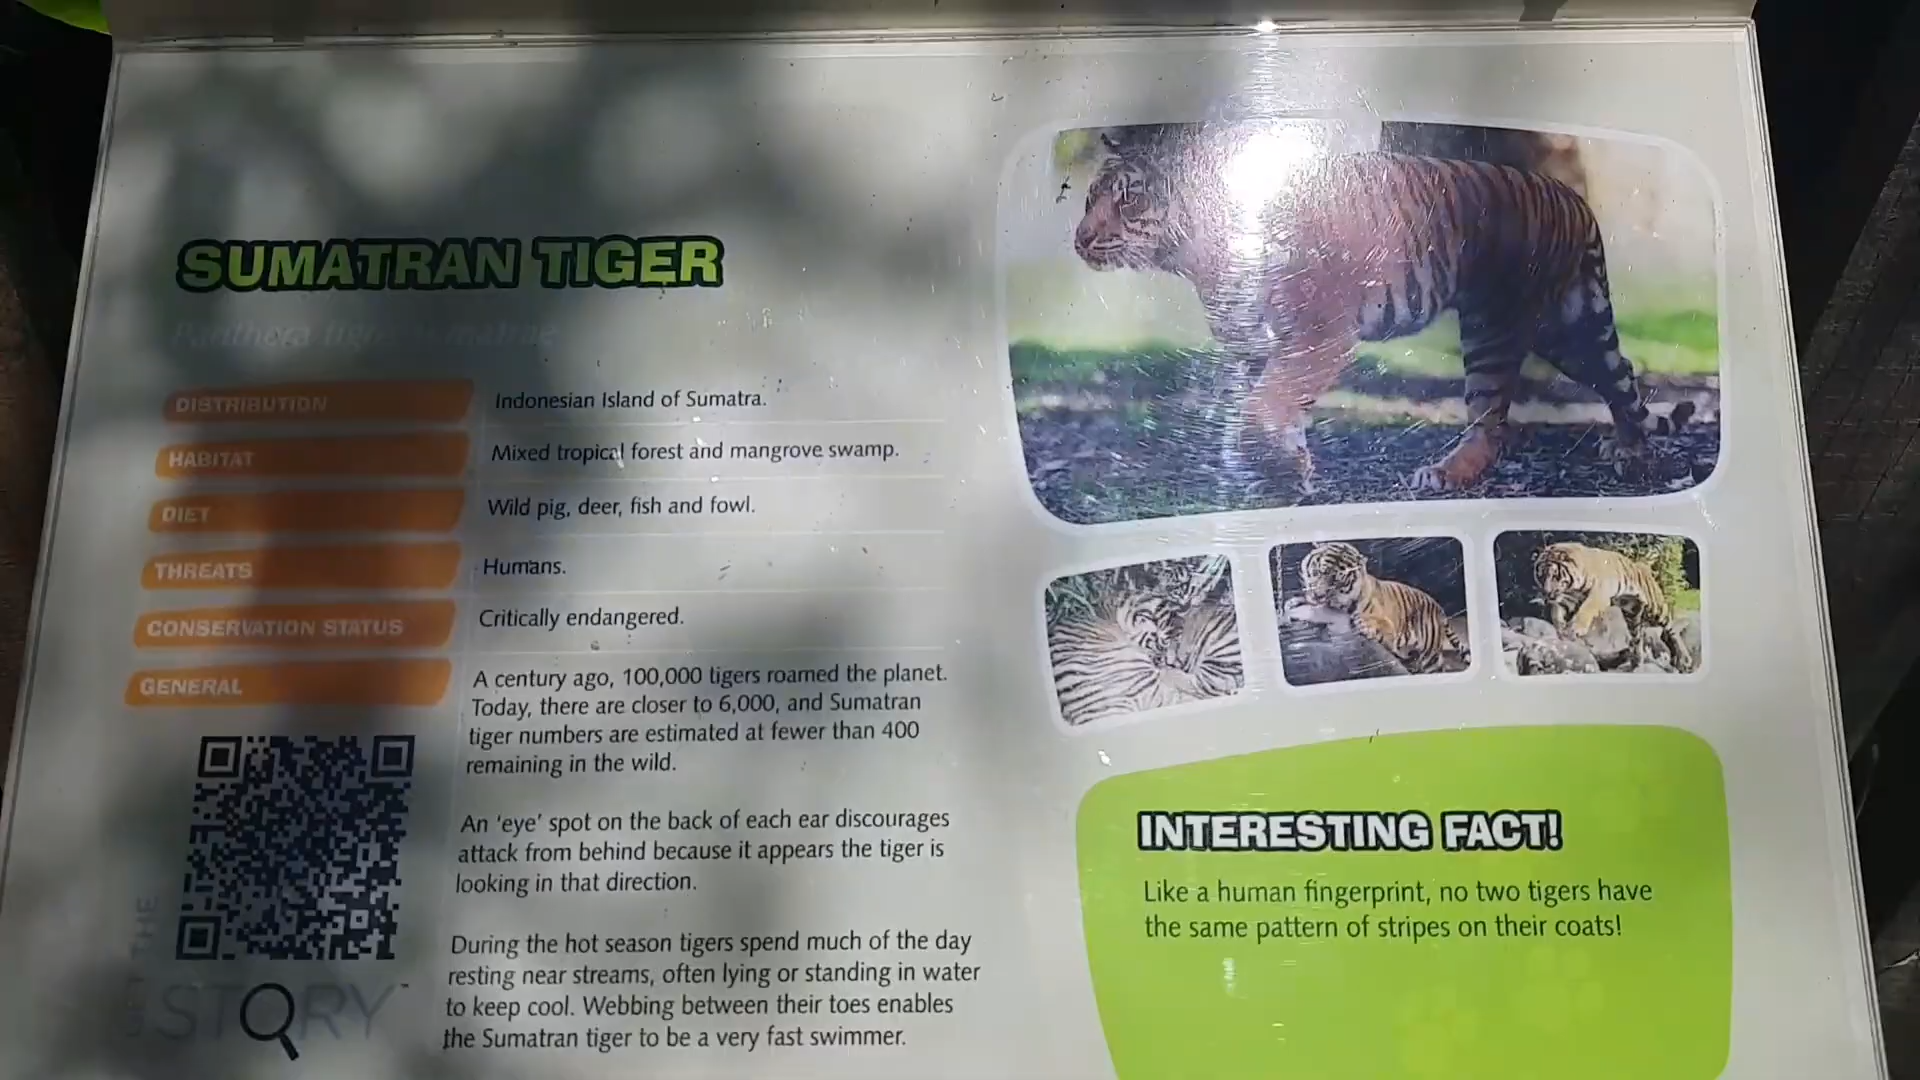 SUMATRAN TIGER
Panthera tigris sumatrae
DISTRIBUTION
Indonesian Island of Sumatra.
HABITAT
Mixed tropical forest and mangrove swamp.
DIET
Wild pig, deer, fish and fowl.
THREATS
Humans.
CONSERVATION STATUS
Critically endangered.
GENERAL
A century ago, 100,000 tigers roamed the planet.
Today, there are closer to 6,000, and Sumatran
tiger numbers are estimated at fewer than 400
remaining in the wild.
An ‘eye’ spot on the back of each ear discourages
attack from behind because it appears the tiger is
looking in that direction.
During the hot season tigers spend much of the day
resting near streams, often lying or standing in water
to keep cool. Webbing between their toes enables
the Sumatran tiger to be a very fast swimmer.
THE
STORY™
INTERESTING FACT!
Like a human fingerprint, no two tigers have
the same pattern of stripes on their coats!